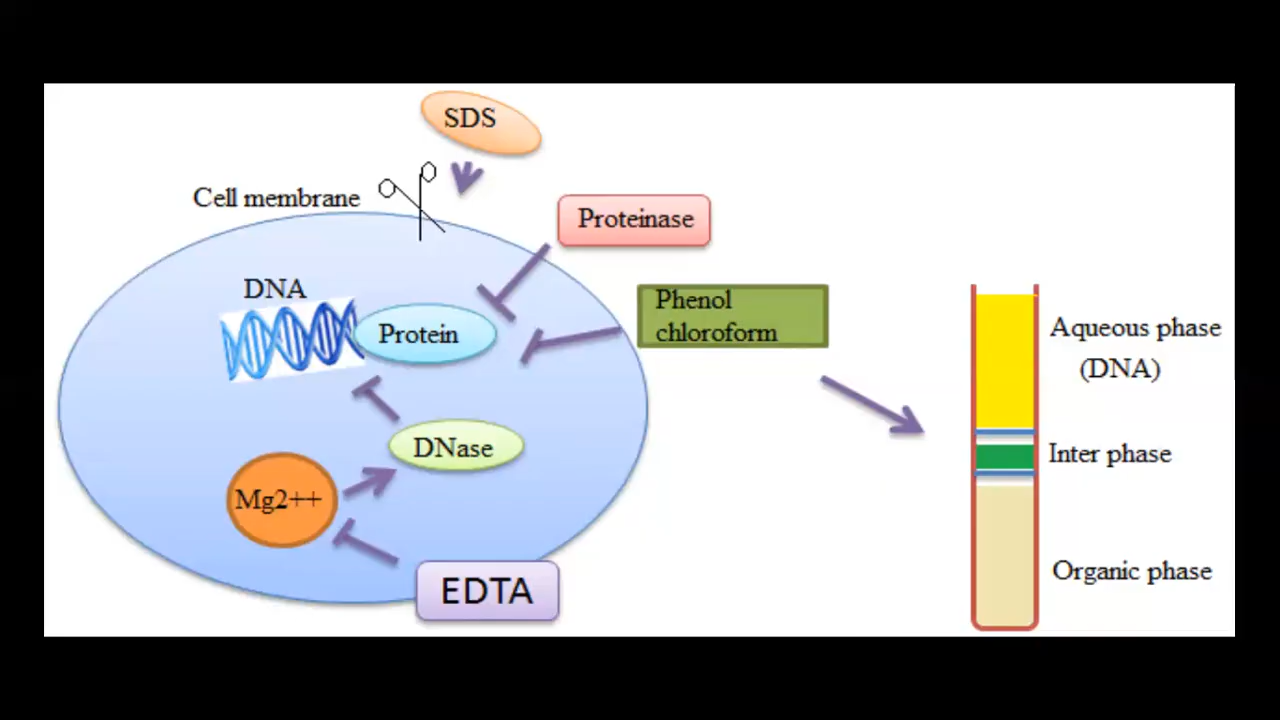 SDS
Cell membrane
Proteinase
DNA
Protein
Phenol
chloroform
DNase
Mg2++
EDTA
Aqueous phase
(DNA)
Inter phase
Organic phase